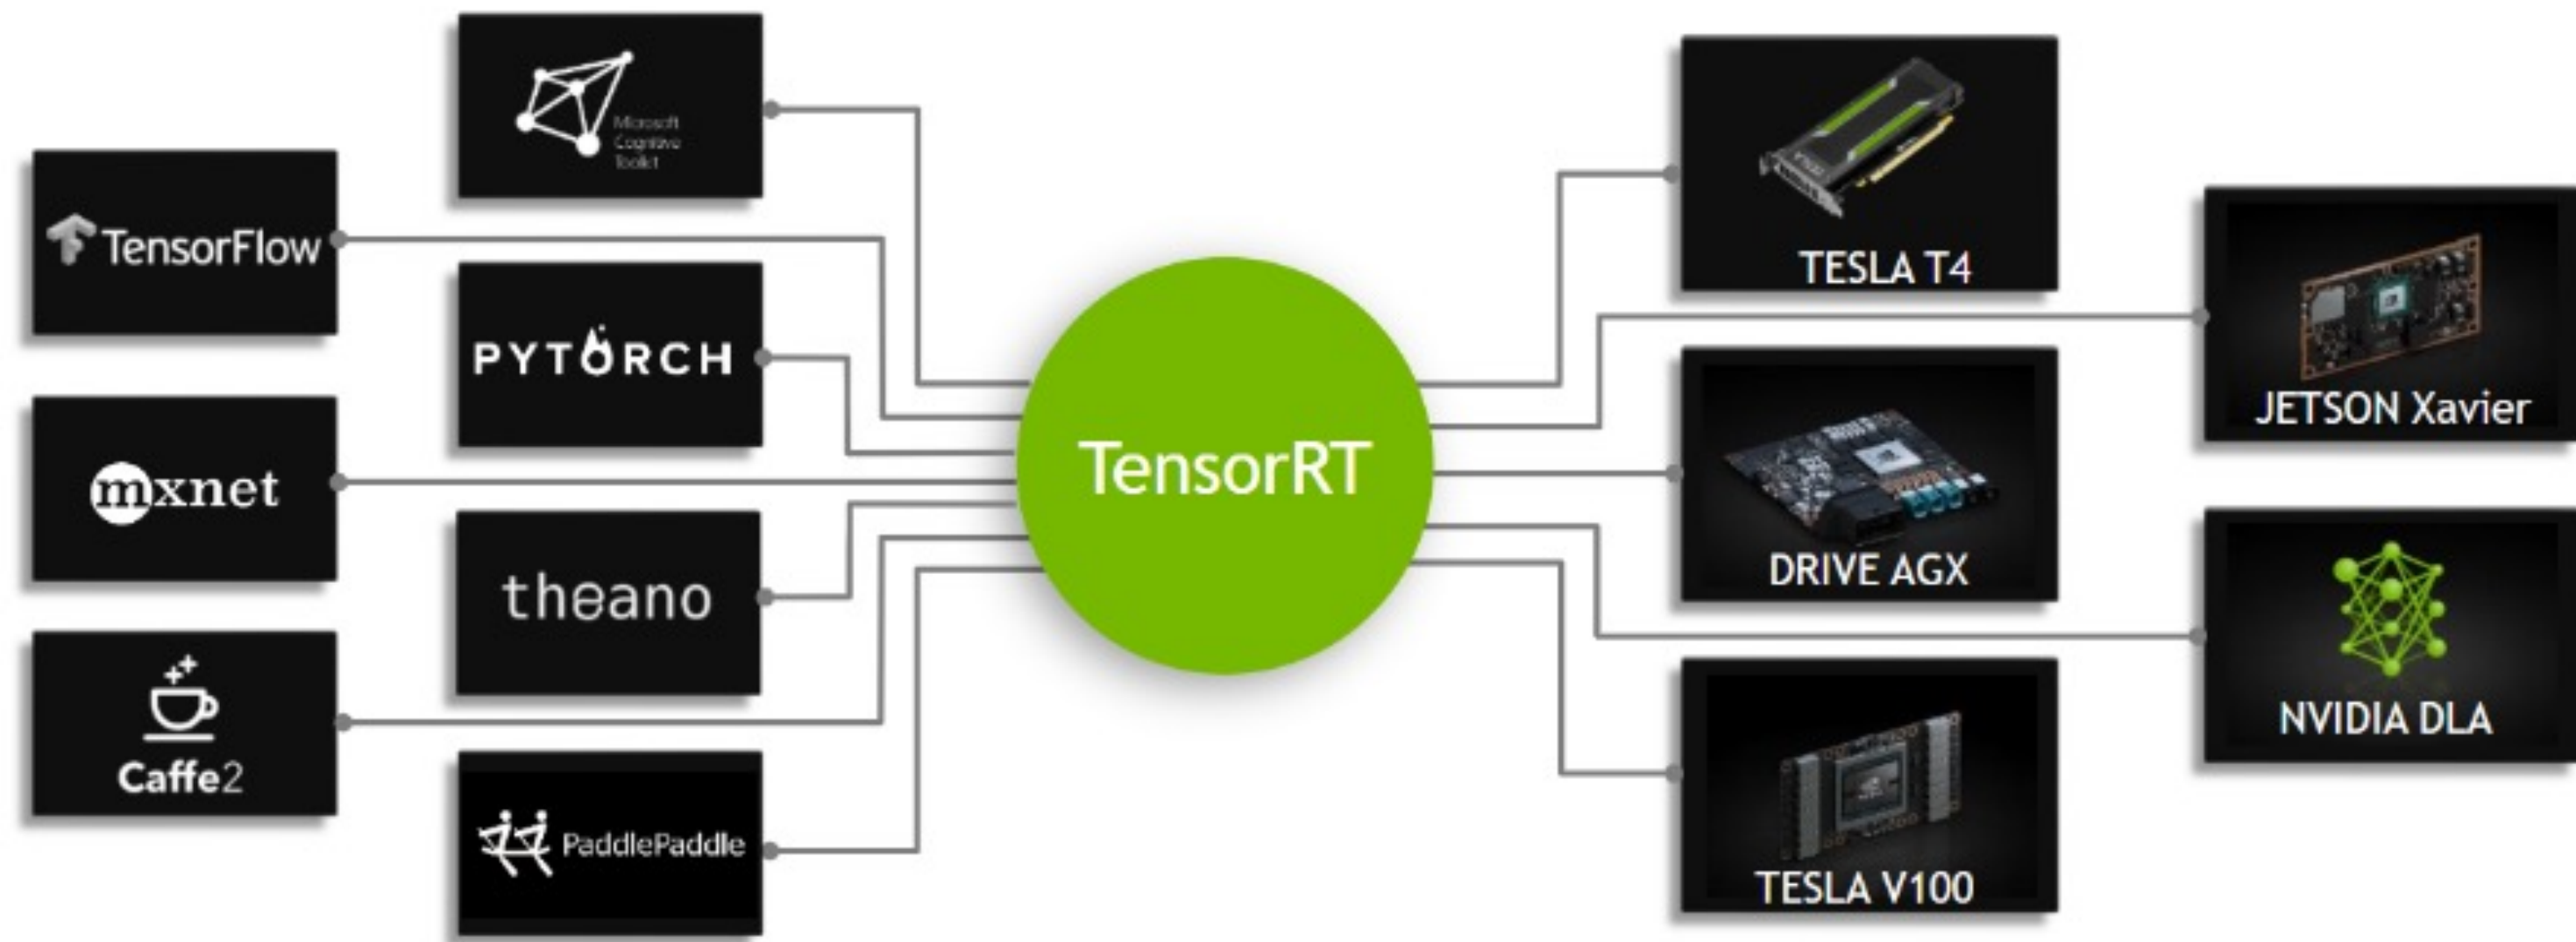 Microsoft
Cognitive
Toolkit
TensorFlow
PYTORCH
mxnet
theano
Caffe2
PaddlePaddle
TensorRT
TESLA T4
JETSON Xavier
DRIVE AGX
NVIDIA DLA
TESLA V100